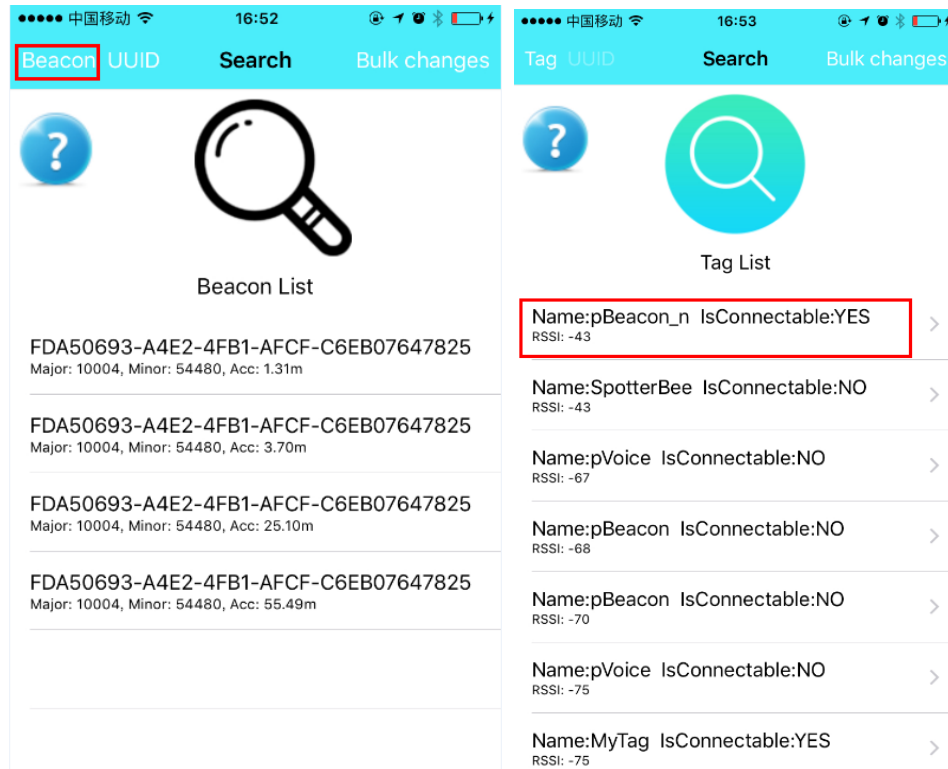 中国移动 16:52
Beacon UUID Search Bulk changes
?
Beacon List
FDA50693-A4E2-4FB1-AFCF-C6EB07647825
Major: 10004, Minor: 54480, Acc: 1.31m
FDA50693-A4E2-4FB1-AFCF-C6EB07647825
Major: 10004, Minor: 54480, Acc: 3.70m
FDA50693-A4E2-4FB1-AFCF-C6EB07647825
Major: 10004, Minor: 54480, Acc: 25.10m
FDA50693-A4E2-4FB1-AFCF-C6EB07647825
Major: 10004, Minor: 54480, Acc: 55.49m
中国移动 16:53
Tag UUID Search Bulk changes
?
Tag List
Name:pBeacon_n IsConnectable:YES
RSSI: -43
Name:SpotterBee IsConnectable:NO
RSSI: -43
Name:pVoice IsConnectable:NO
RSSI: -67
Name:pBeacon IsConnectable:NO
RSSI: -68
Name:pBeacon IsConnectable:NO
RSSI: -70
Name:pVoice IsConnectable:NO
RSSI: -75
Name:MyTag IsConnectable:YES
RSSI: -75